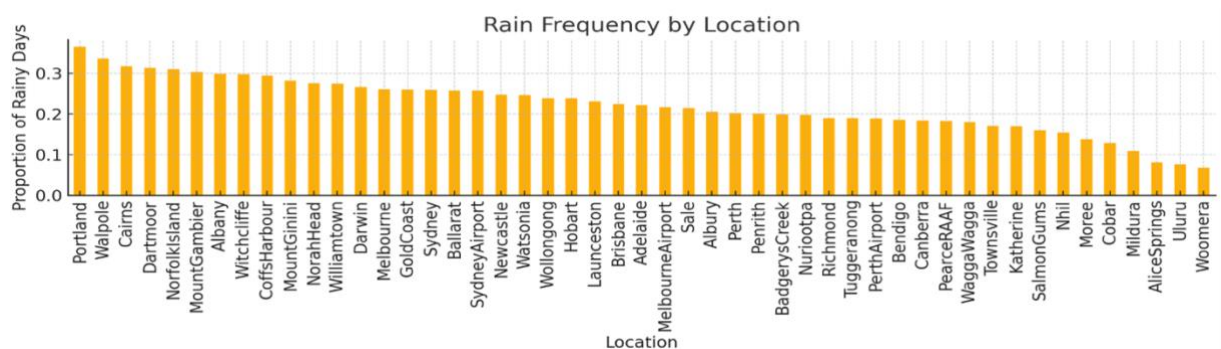 Rain Frequency by Location
Proportion of Rainy Days
0.3
0.2
0.1
0.0
Portland
Walpole
Cairns
Dartmoor
NorfolkIsland
MountGambier
Albany
Witchcliffe
CoffsHarbour
MountGinini
NorahHead
Williamtown
Darwin
Melbourne
GoldCoast
Sydney
Ballarat
SydneyAirport
Newcastle
Watsonia
Wollongong
Hobart
Launceston
Brisbane
Adelaide
MelbourneAirport
Sale
Albury
Perth
Penrith
BadgerysCreek
Nuriootpa
Richmond
Tuggeranong
PerthAirport
Bendigo
Canberra
PearceRAAF
WaggaWagga
Townsville
Katherine
SalmonGums
Nhil
Moree
Cobar
Mildura
AliceSprings
Uluru
Woomera
Location